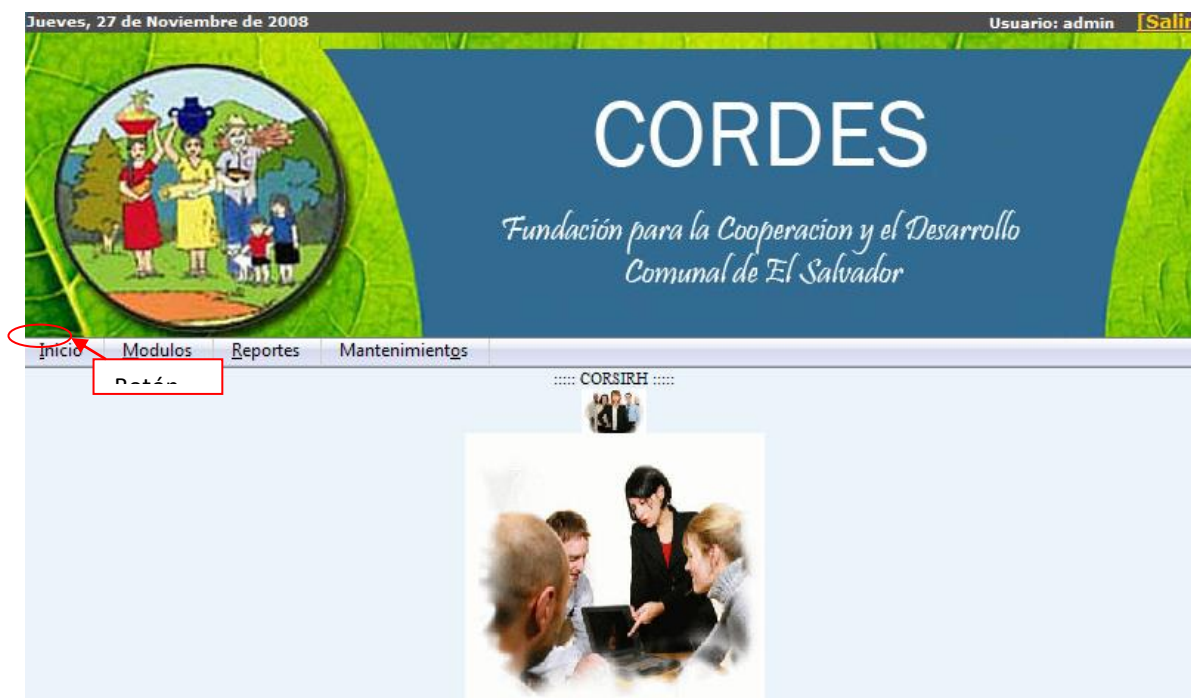 Jueves, 27 de Noviembre de 2008 Usuario: admin [Salir
CORDES
Fundación para la Cooperacion y el Desarrollo
Comunal de El Salvador
Inicio Modulos Reportes Mantenimientos
::::: CORSIRH :::::